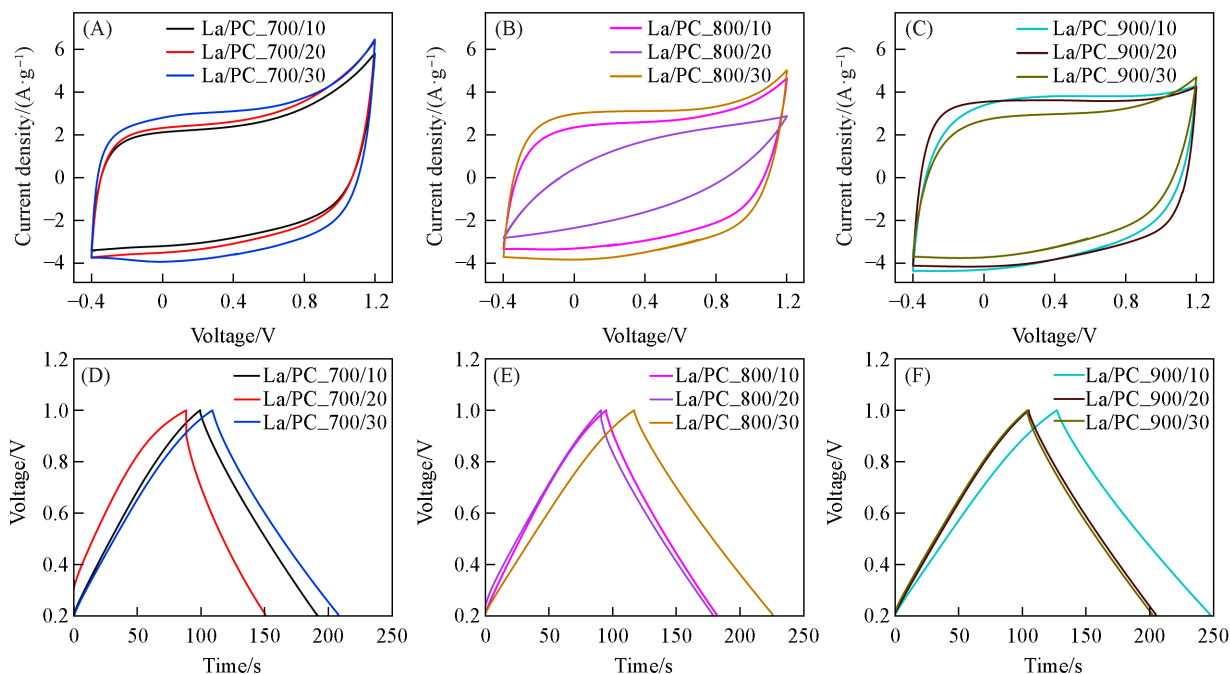 (A)
La/PC_700/10
La/PC_700/20
La/PC_700/30
6
4
2
0
−2
−4
Current density/(A·g⁻¹)
−0.4
0
0.4
0.8
1.2
Voltage/V
(B)
La/PC_800/10
La/PC_800/20
La/PC_800/30
6
4
2
0
−2
−4
Current density/(A·g⁻¹)
−0.4
0
0.4
0.8
1.2
Voltage/V
(C)
La/PC_900/10
La/PC_900/20
La/PC_900/30
6
4
2
0
−2
−4
Current density/(A·g⁻¹)
−0.4
0
0.4
0.8
1.2
Voltage/V
(D)
La/PC_700/10
La/PC_700/20
La/PC_700/30
1.2
1.0
0.8
0.6
0.4
0.2
Voltage/V
0
50
100
150
200
250
Time/s
(E)
La/PC_800/10
La/PC_800/20
La/PC_800/30
1.2
1.0
0.8
0.6
0.4
0.2
Voltage/V
0
50
100
150
200
250
Time/s
(F)
La/PC_900/10
La/PC_900/20
La/PC_900/30
1.2
1.0
0.8
0.6
0.4
0.2
Voltage/V
0
50
100
150
200
250
Time/s